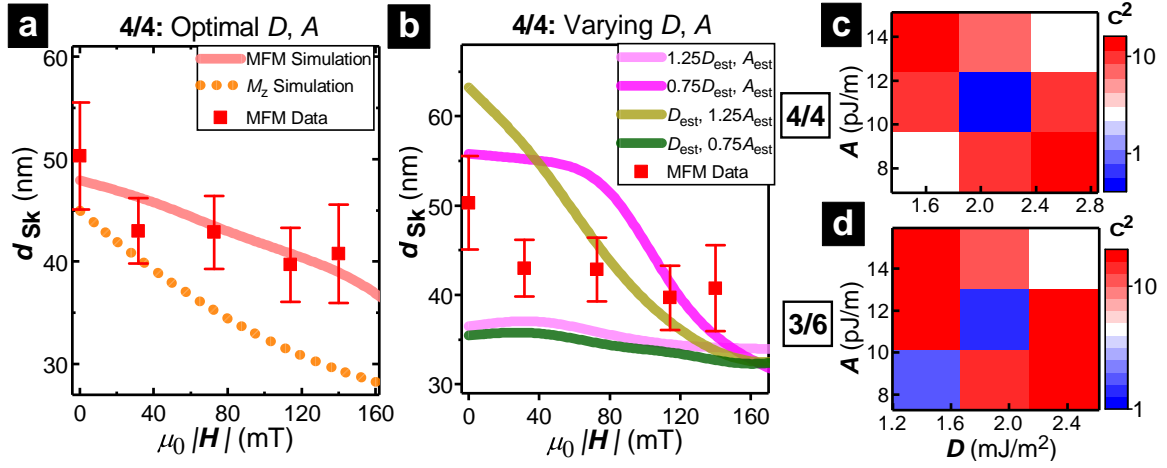 a
4/4: Optimal D, A
60
50
40
30
0
40
80
120
160
dSk (nm)
μ0 |H| (mT)
MFM Simulation
Mz Simulation
MFM Data
b
4/4: Varying D, A
60
50
40
30
0
40
80
120
160
dSk (nm)
μ0 |H| (mT)
1.25Dest, Aest
0.75Dest, Aest
Dest, 1.25Aest
Dest, 0.75Aest
MFM Data
4/4
3/6
c
14
12
10
8
A (pJ/m)
1.6
2.0
2.4
2.8
C²
10
1
d
14
12
10
8
A (pJ/m)
1.2
1.6
2.0
2.4
D (mJ/m²)
C²
10
1